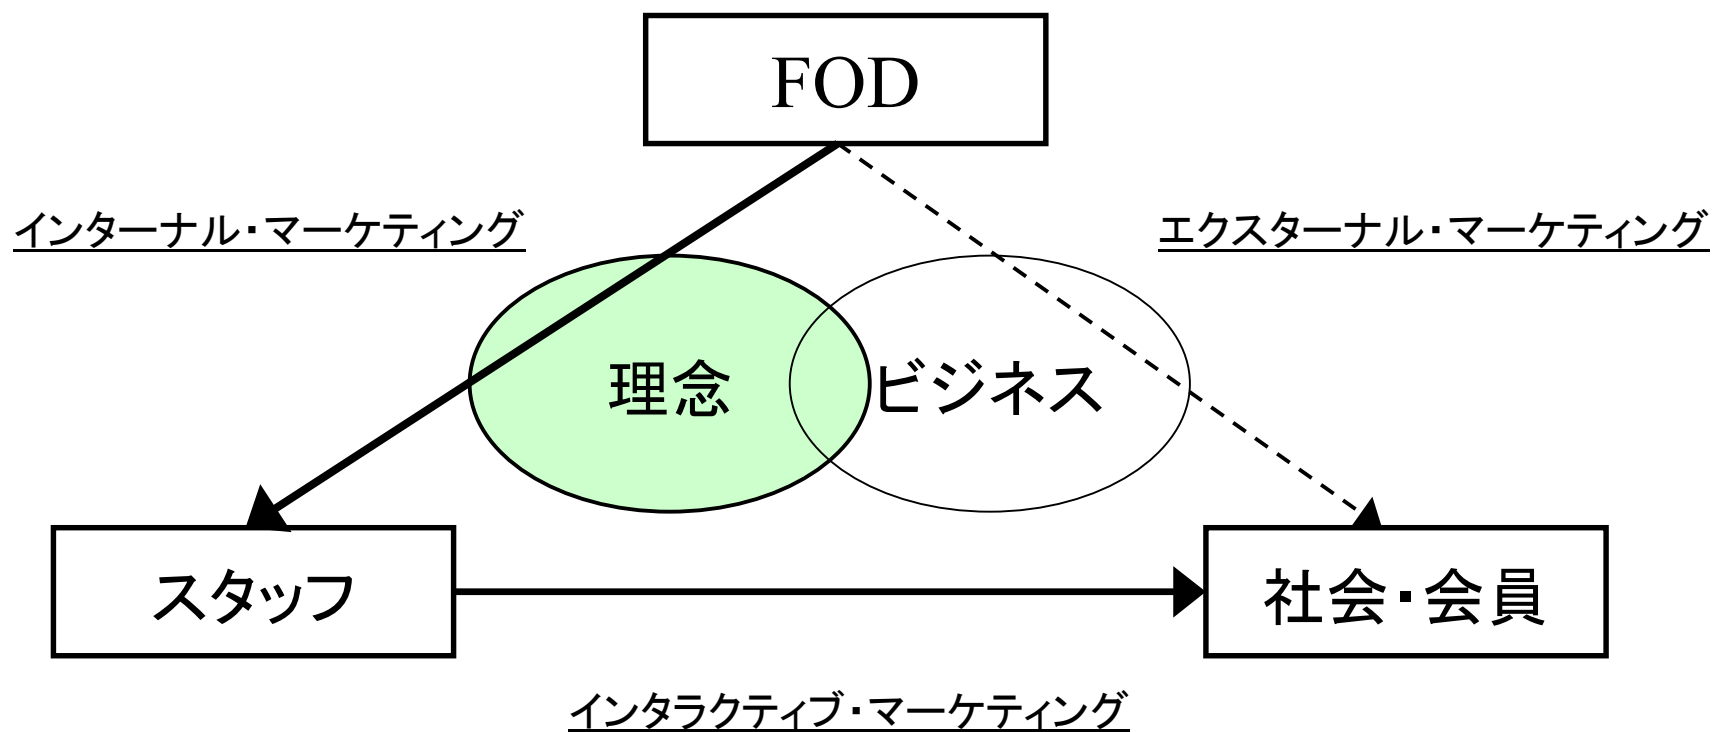 FOD
インターナル・マーケティング
エクスターナル・マーケティング
理念
ビジネス
スタッフ
社会・会員
インタラクティブ・マーケティング